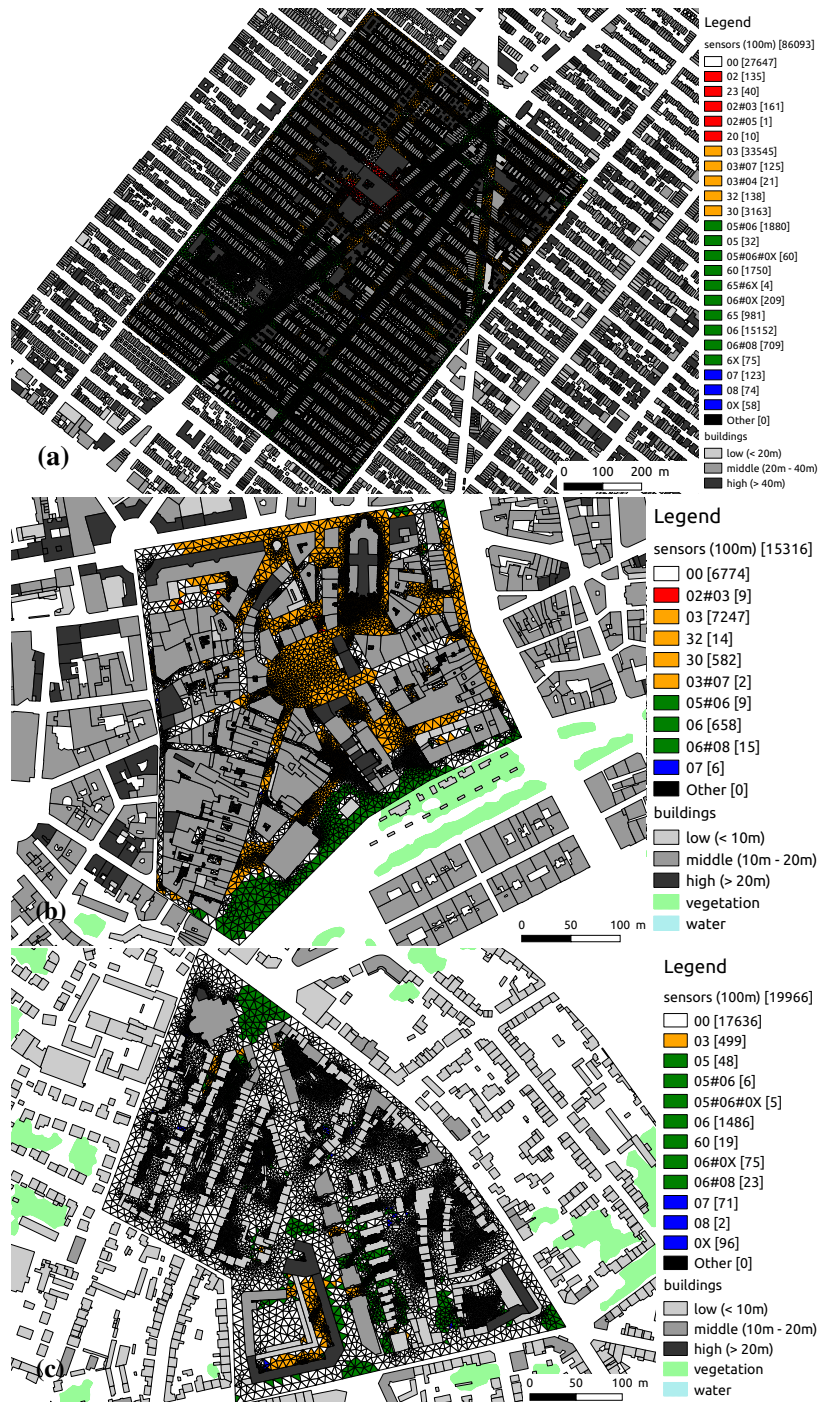 Legend
sensors (100m) [86093]
00 [27647]
02 [135]
23 [40]
02#03 [161]
02#05 [1]
20 [10]
03 [33545]
03#07 [125]
03#04 [21]
32 [138]
30 [3163]
05#06 [1880]
05 [32]
05#06#0X [60]
60 [1750]
65#6X [4]
06#0X [209]
65 [981]
06 [15152]
06#08 [709]
6X [75]
07 [123]
08 [74]
0X [58]
Other [0]
buildings
low (< 20m)
middle (20m - 40m)
high (> 40m)
(a)
0 100 200 m
Legend
sensors (100m) [15316]
00 [6774]
02#03 [9]
03 [7247]
32 [14]
30 [582]
03#07 [2]
05#06 [9]
06 [658]
06#08 [15]
07 [6]
Other [0]
buildings
low (< 10m)
middle (10m - 20m)
high (> 20m)
vegetation
water
(b)
0 50 100 m
Legend
sensors (100m) [19966]
00 [17636]
03 [499]
05 [48]
05#06 [6]
05#06#0X [5]
06 [1486]
60 [19]
06#0X [75]
06#08 [23]
07 [71]
08 [2]
0X [96]
Other [0]
buildings
low (< 10m)
middle (10m - 20m)
high (> 20m)
vegetation
water
(c)
0 50 100 m